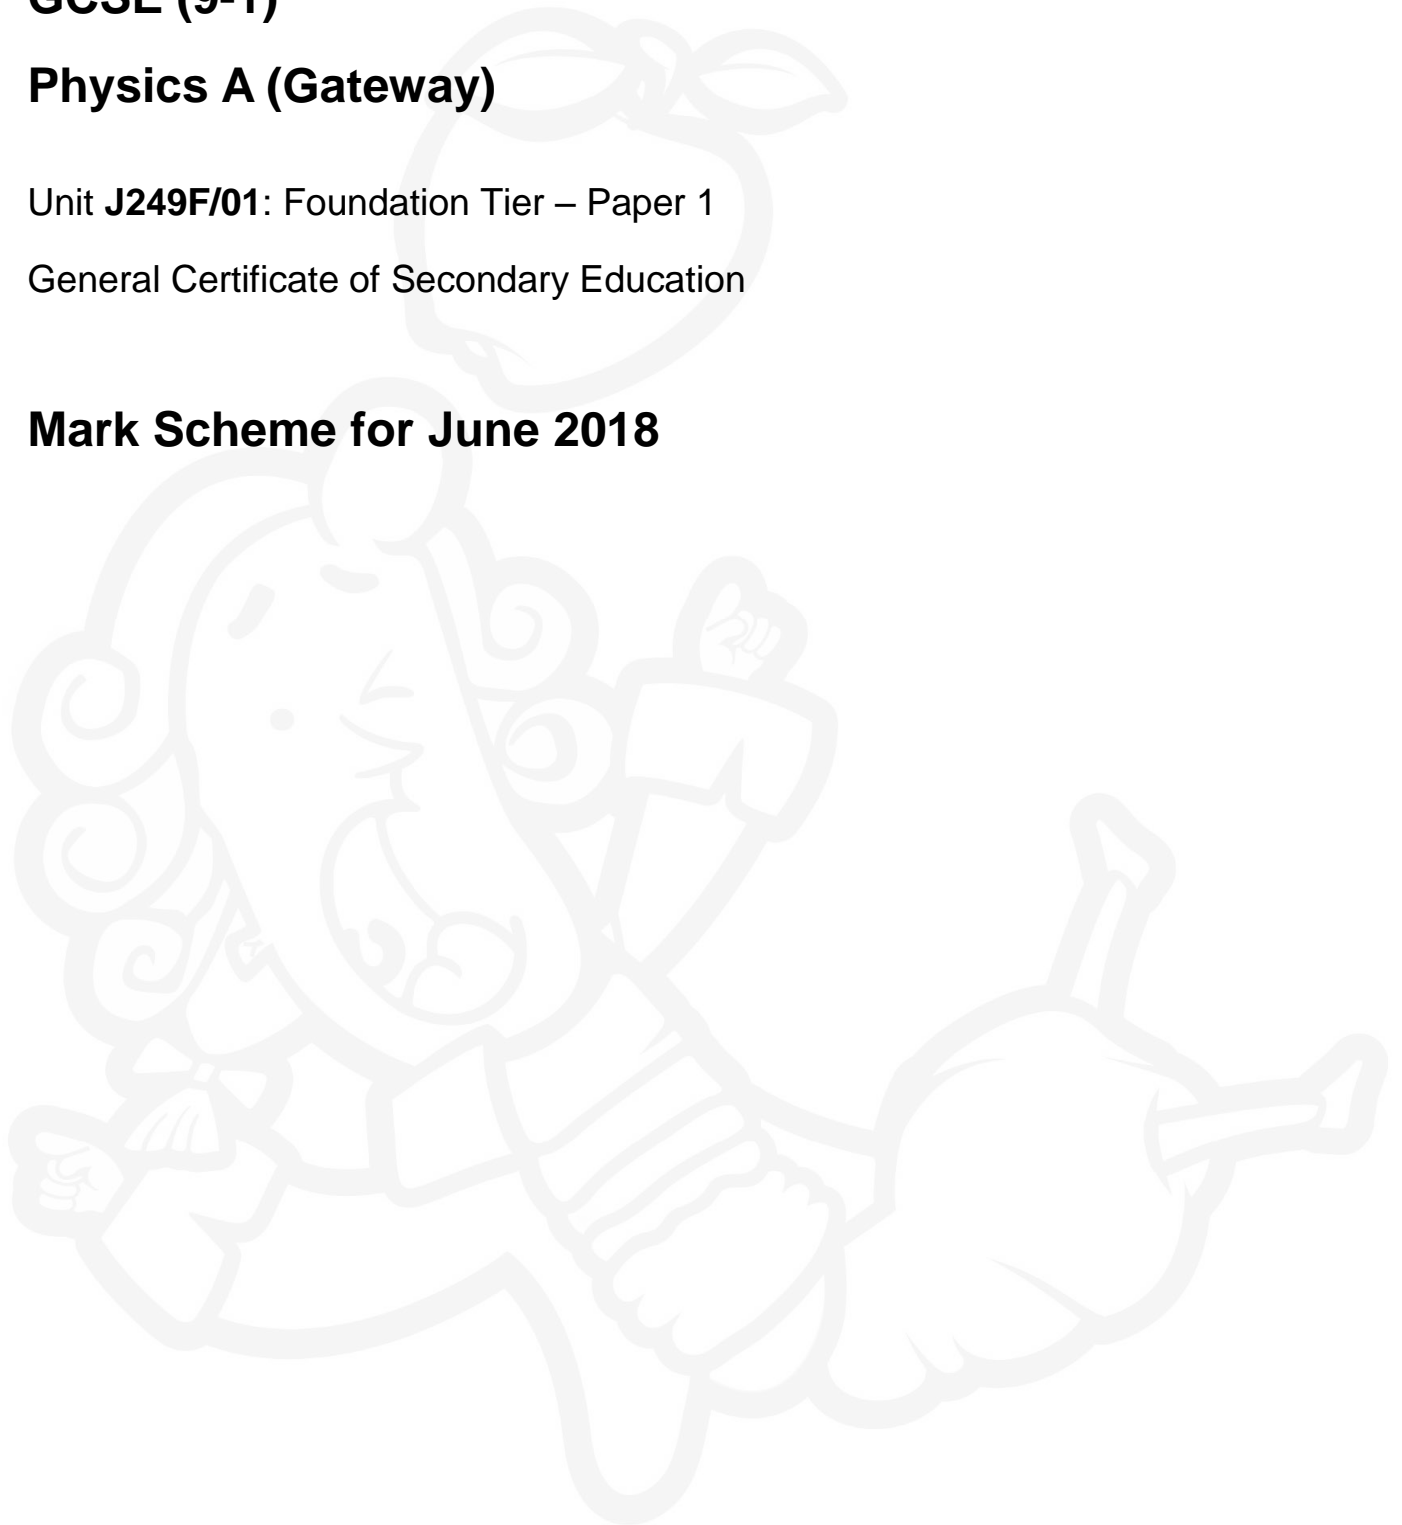 GCSE (9-1)
Physics A (Gateway)
Unit J249F/01: Foundation Tier – Paper 1
General Certificate of Secondary Education
Mark Scheme for June 2018